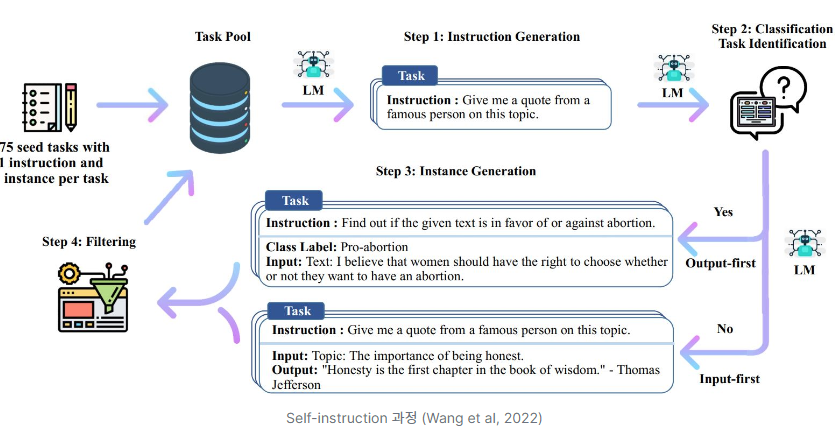 Task Pool
Step 1: Instruction Generation
Step 2: Classification
Task Identification
LM
Task
Instruction : Give me a quote from a
famous person on this topic.
LM
75 seed tasks with
1 instruction and
instance per task
Step 3: Instance Generation
Task
Instruction : Find out if the given text is in favor of or against abortion.
Class Label: Pro-abortion
Input: Text: I believe that women should have the right to choose whether
or not they want to have an abortion.
Yes
Output-first
LM
Step 4: Filtering
Task
Instruction : Give me a quote from a famous person on this topic.
Input: Topic: The importance of being honest.
Output: "Honesty is the first chapter in the book of wisdom." - Thomas
Jefferson
No
Input-first
Self-instruction 과정 (Wang et al, 2022)